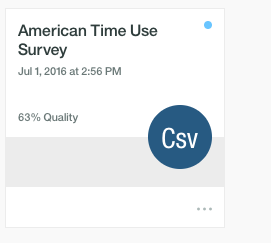 American Time Use
Survey
Jul 1, 2016 at 2:56 PM
63% Quality
Csv